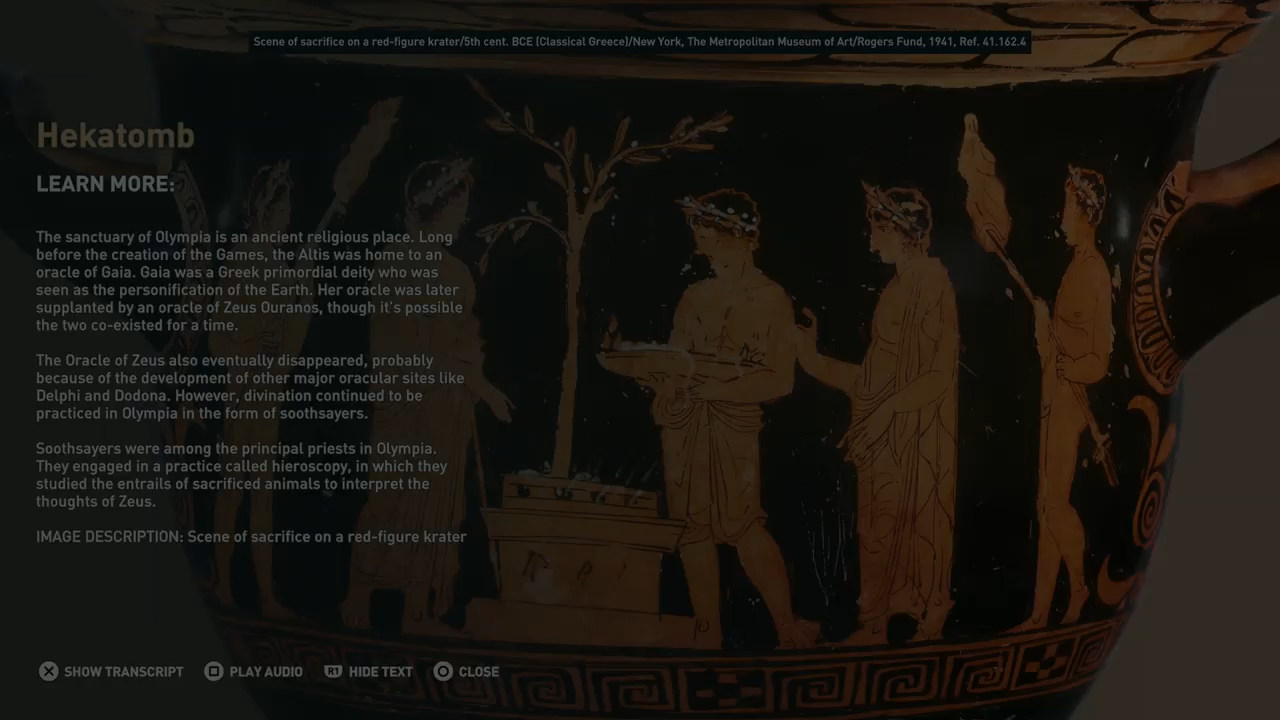 Scene of sacrifice on a red-figure krater/5th cent. BCE (Classical Greece)/New York, The Metropolitan Museum of Art/Rogers Fund, 1941, Ref. 41.162.4
Hekatomb
LEARN MORE:
The sanctuary of Olympia is an ancient religious place. Long
before the creation of the Games, the Altis was home to an
oracle of Gaia. Gaia was a Greek primordial deity who was
seen as the personification of the Earth. Her oracle was later
supplanted by an oracle of Zeus Ouranos, though it's possible
the two co-existed for a time.
The Oracle of Zeus also eventually disappeared, probably
because of the development of other major oracular sites like
Delphi and Dodona. However, divination continued to be
practiced in Olympia in the form of soothsayers.
Soothsayers were among the principal priests in Olympia.
They engaged in a practice called hieroscopy, in which they
studied the entrails of sacrificed animals to interpret the
thoughts of Zeus.
IMAGE DESCRIPTION: Scene of sacrifice on a red-figure krater
SHOW TRANSCRIPT PLAY AUDIO R1 HIDE TEXT CLOSE